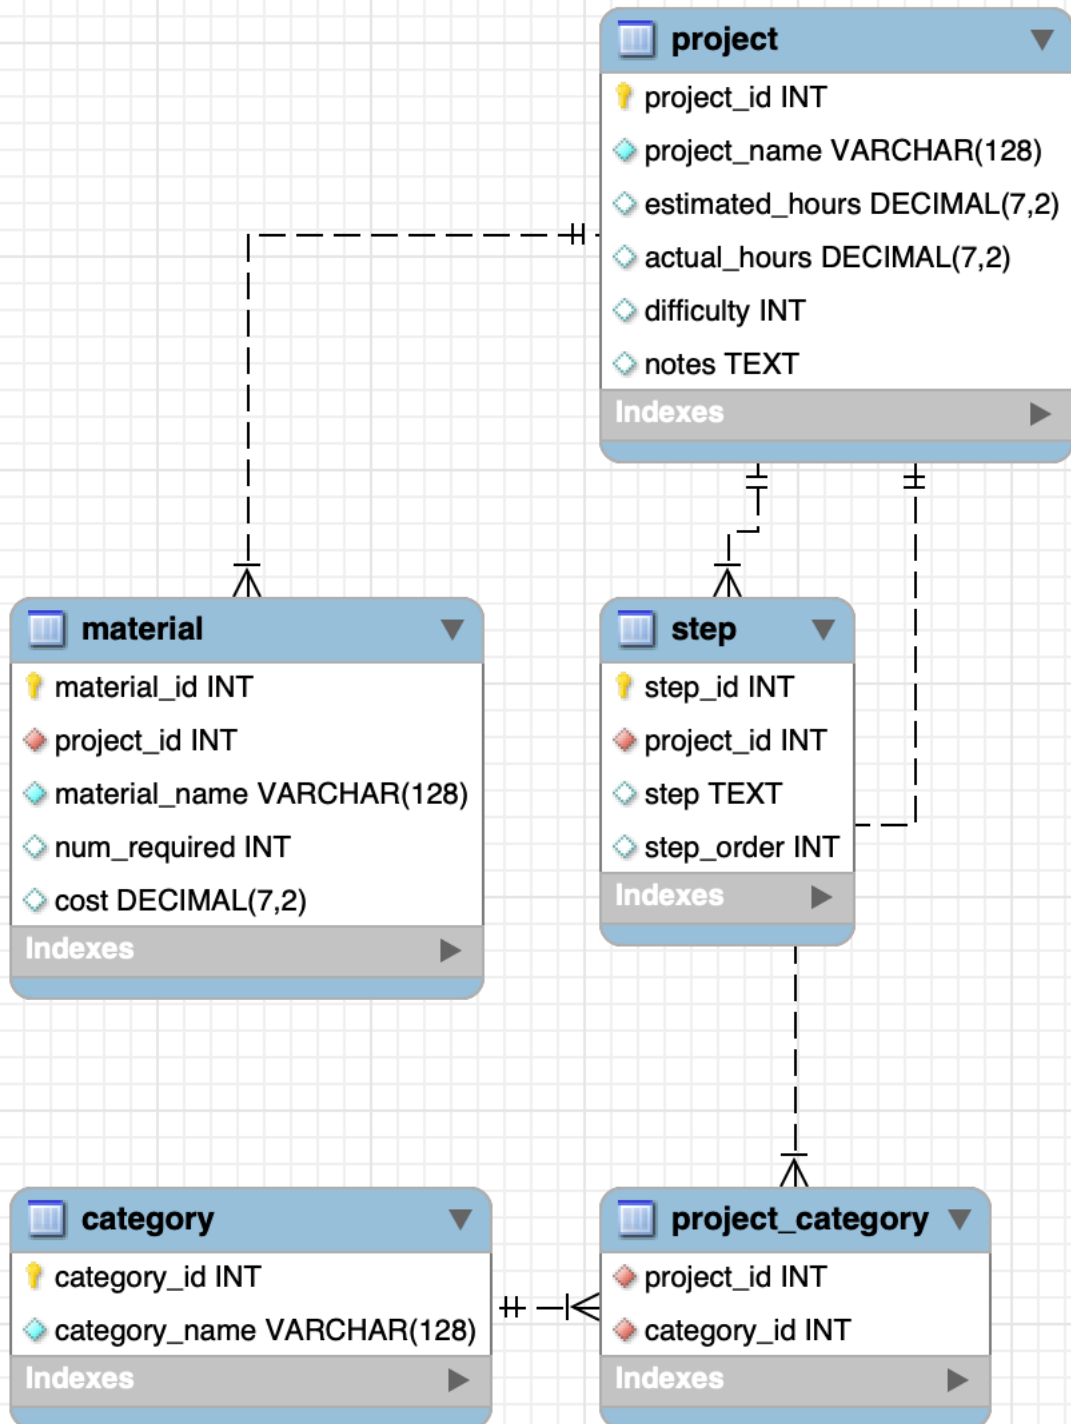 project
project_id INT
project_name VARCHAR(128)
estimated_hours DECIMAL(7,2)
actual_hours DECIMAL(7,2)
difficulty INT
notes TEXT
Indexes
material
material_id INT
project_id INT
material_name VARCHAR(128)
num_required INT
cost DECIMAL(7,2)
Indexes
step
step_id INT
project_id INT
step TEXT
step_order INT
Indexes
category
category_id INT
category_name VARCHAR(128)
Indexes
project_category
project_id INT
category_id INT
Indexes